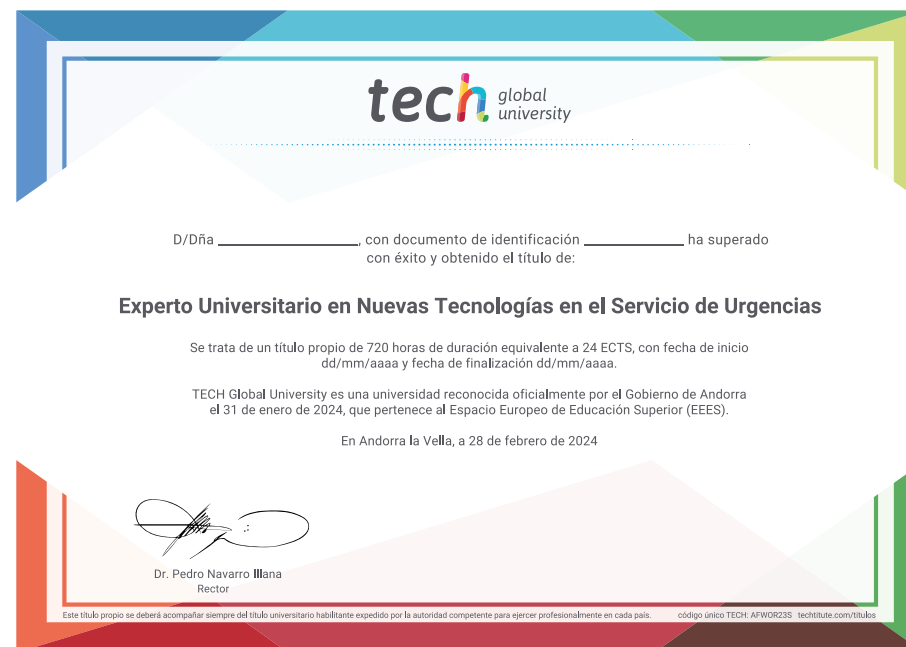 tech global university
D/Dña ____________________, con documento de identificación ______________ ha superado
con éxito y obtenido el título de:
Experto Universitario en Nuevas Tecnologías en el Servicio de Urgencias
Se trata de un título propio de 720 horas de duración equivalente a 24 ECTS, con fecha de inicio
dd/mm/aaaa y fecha de finalización dd/mm/aaaa.
TECH Global University es una universidad reconocida oficialmente por el Gobierno de Andorra
el 31 de enero de 2024, que pertenece al Espacio Europeo de Educación Superior (EEES).
En Andorra la Vella, a 28 de febrero de 2024
Dr. Pedro Navarro Illana
Rector
Este título propio se deberá acompañar siempre del título universitario habilitante expedido por la autoridad competente para ejercer profesionalmente en cada país. código único TECH: AFWOR23S techtitute.com/titulos